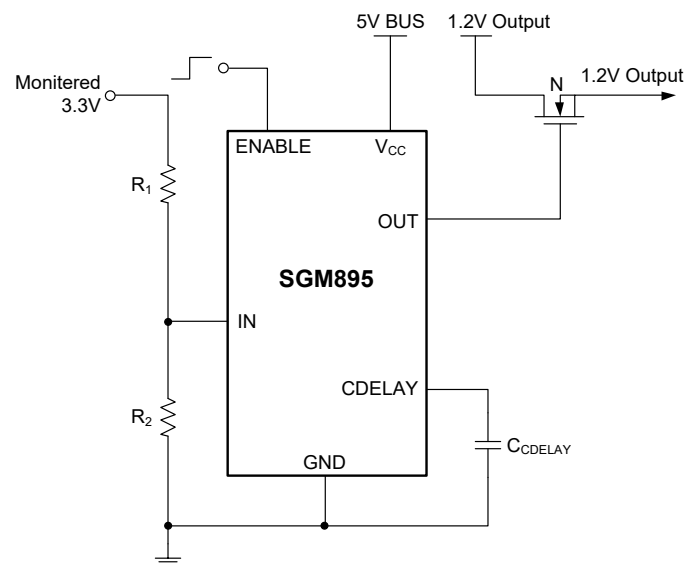 5V BUS
1.2V Output
1.2V Output
Monitered
3.3V
N
ENABLE
VCC
R1
OUT
SGM895
IN
CDELAY
R2
CCDELAY
GND